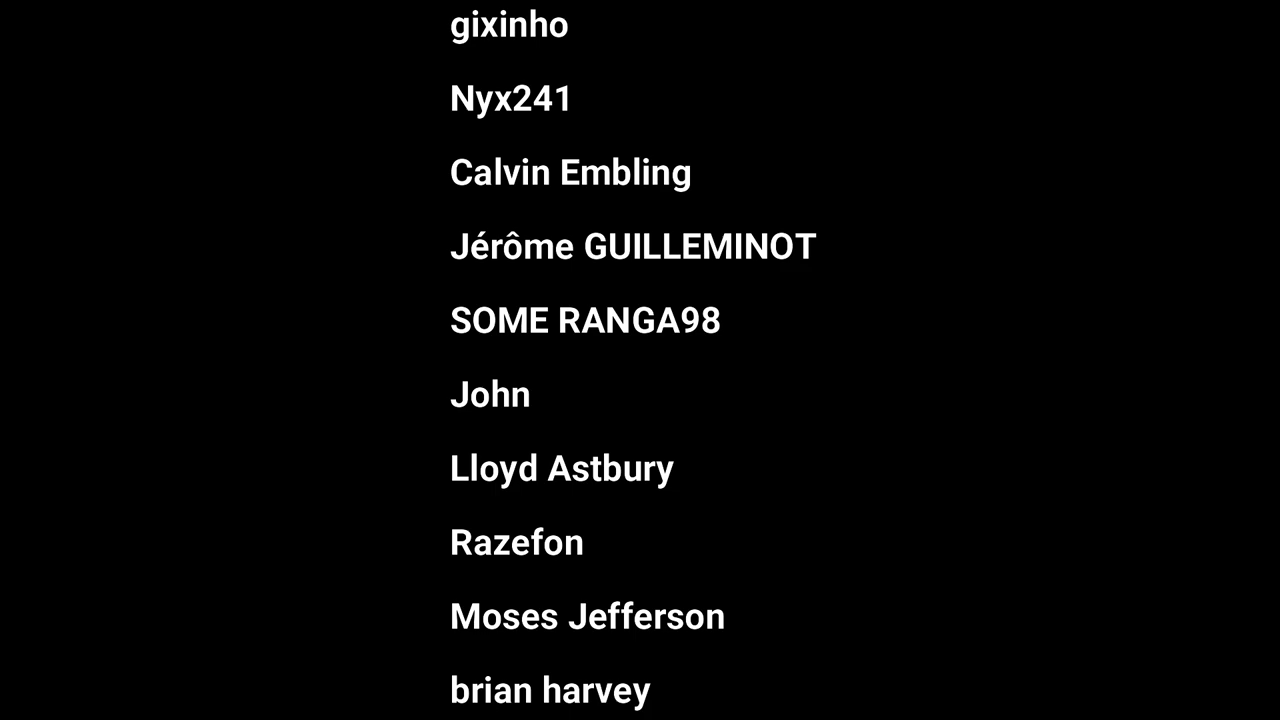 gixinho
Nyx241
Calvin Embling
Jérôme GUILLEMINOT
SOME RANGA98
John
Lloyd Astbury
Razefon
Moses Jefferson
brian harvey